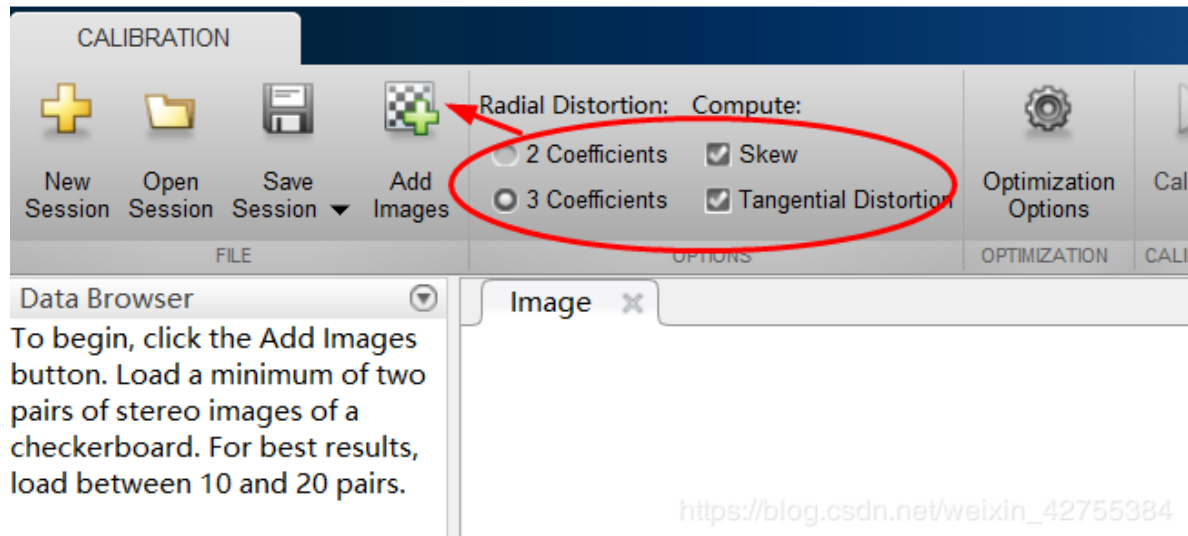 CALIBRATION
New Session
Open Session
Save Session
Add Images
FILE
Radial Distortion:
2 Coefficients
3 Coefficients
Compute:
Skew
Tangential Distortion
OPTIONS
Optimization Options
OPTIMIZATION
Cal
CALI
Data Browser
To begin, click the Add Images
button. Load a minimum of two
pairs of stereo images of a
checkerboard. For best results,
load between 10 and 20 pairs.
Image
https://blog.csdn.net/weixin_42755384